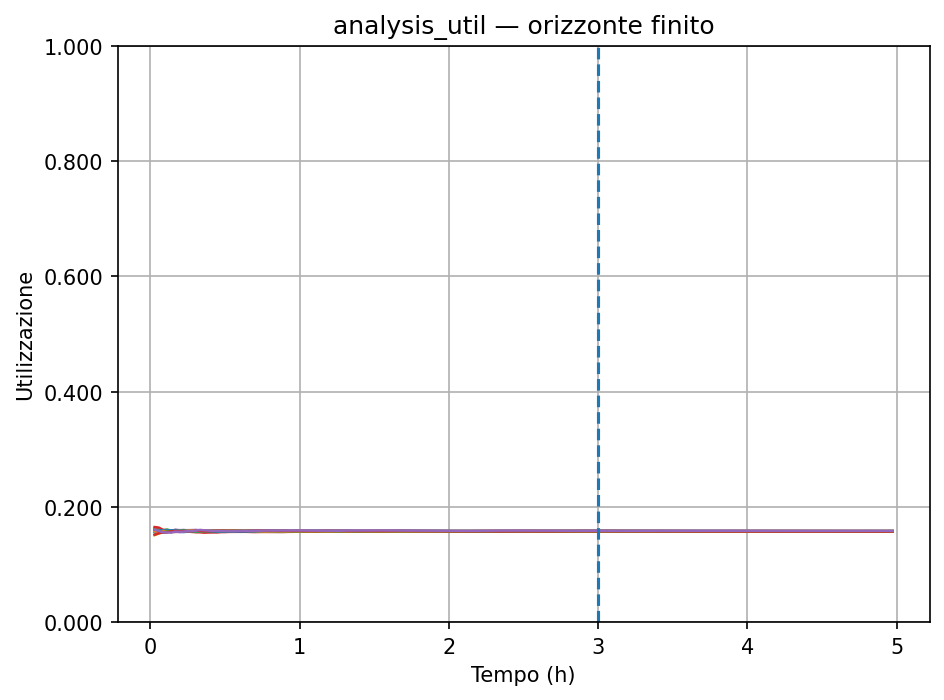 analysis_util — orizzonte finito
1.000
0.800
0.600
0.400
0.200
0.000
Utilizzazione
0 1 2 3 4 5
Tempo (h)